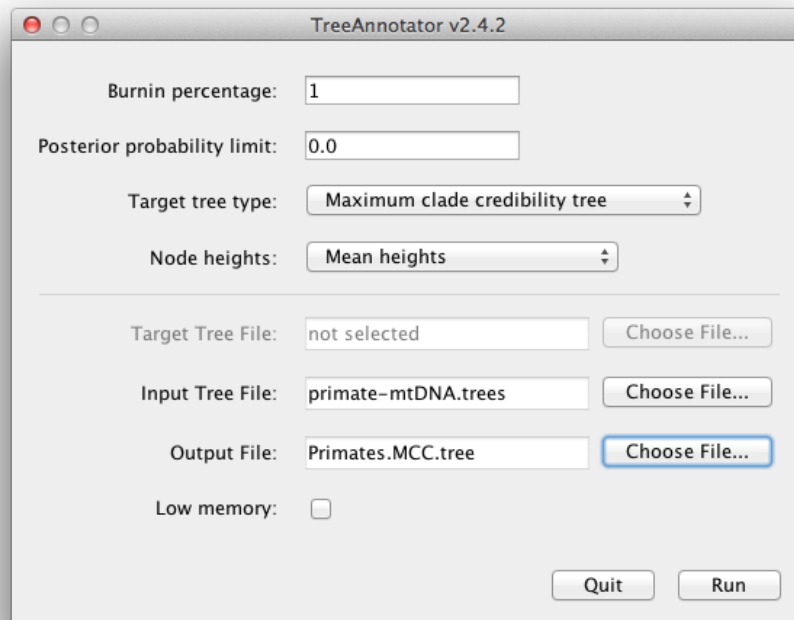 TreeAnnotator v2.4.2
Burnin percentage: 1
Posterior probability limit: 0.0
Target tree type: Maximum clade credibility tree
Node heights: Mean heights
Target Tree File: not selected Choose File...
Input Tree File: primate-mtDNA.trees Choose File...
Output File: Primates.MCC.tree Choose File...
Low memory:
Quit Run